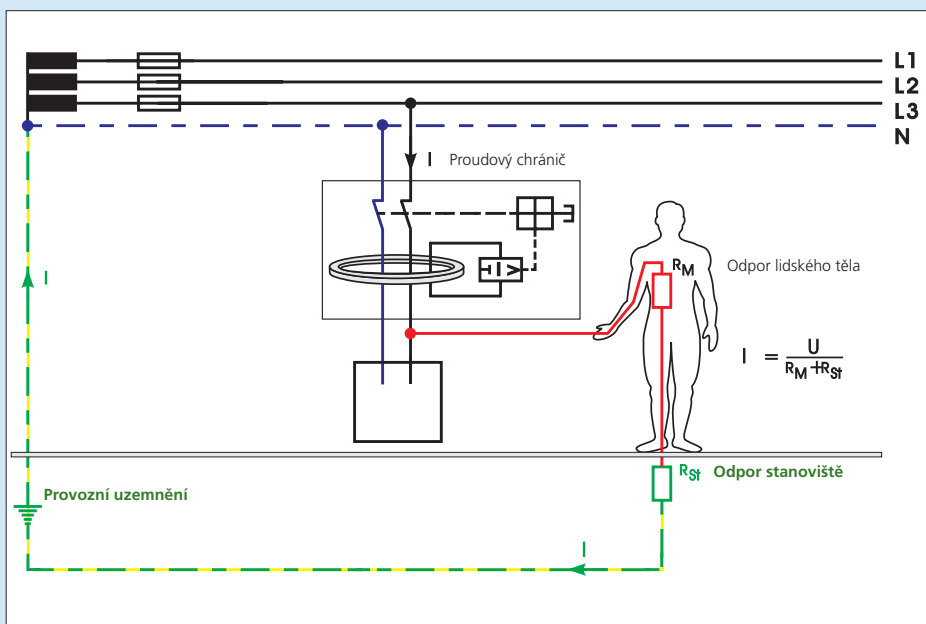 L1
L2
L3
N
I
Proudový chránič
I
RM
Odpor lidského těla
I = U
RM+RSt
RSt
Odpor stanoviště
Provozní uzemnění
I